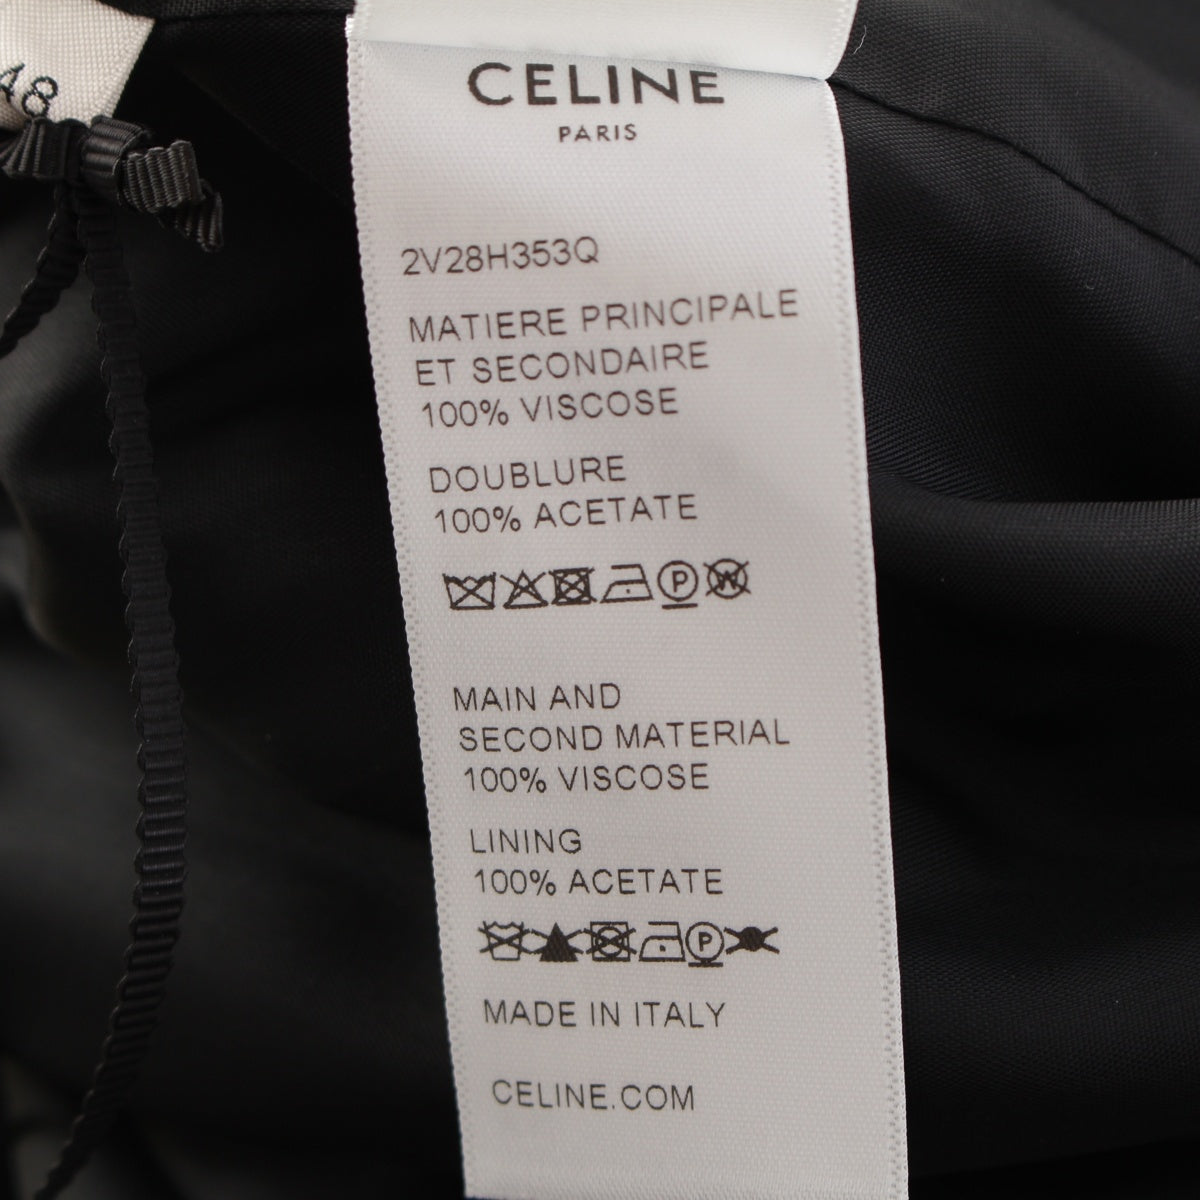 48
CELINE
PARIS
2V28H353Q
MATIERE PRINCIPALE
ET SECONDAIRE
100% VISCOSE
DOUBLURE
100% ACETATE
P W
MAIN AND
SECOND MATERIAL
100% VISCOSE
LINING
100% ACETATE
P
MADE IN ITALY
CELINE.COM